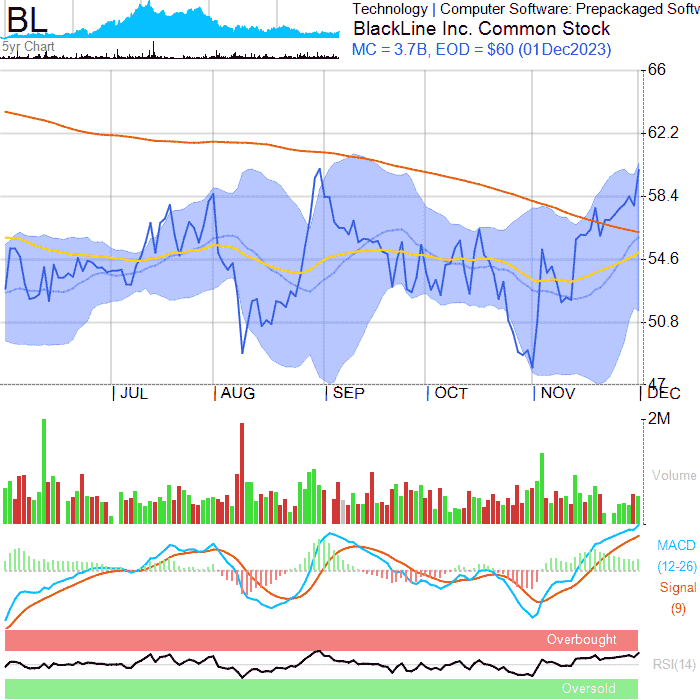 BL
Technology | Computer Software: Prepackaged Softw
BlackLine Inc. Common Stock
MC = 3.7B, EOD = $60 (01Dec2023)
5yr Chart
66
62.2
58.4
54.6
50.8
47
JUL AUG SEP OCT NOV DEC
2M
Volume
MACD
(12-26)
Signal
(9)
Overbought
RSI(14)
Oversold